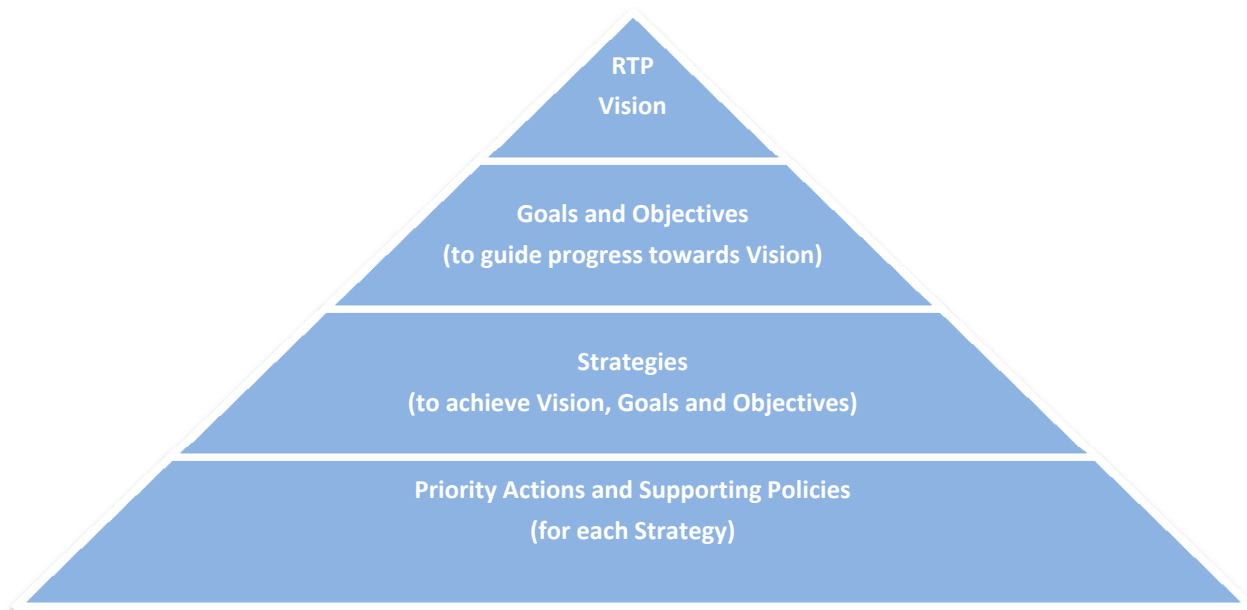 RTP
Vision
Goals and Objectives
(to guide progress towards Vision)
Strategies
(to achieve Vision, Goals and Objectives)
Priority Actions and Supporting Policies
(for each Strategy)